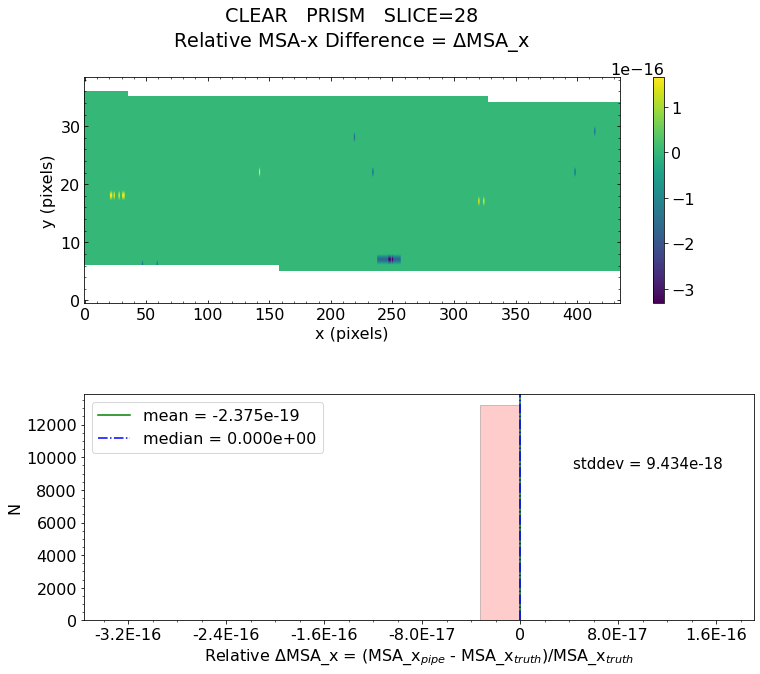 CLEAR PRISM SLICE=28
Relative MSA-x Difference = ΔMSA_x
1e−16
30
20
10
0
y (pixels)
0 50 100 150 200 250 300 350 400
x (pixels)
1
0
−1
−2
−3
mean = -2.375e-19
median = 0.000e+00
stddev = 9.434e-18
12000
10000
8000
6000
4000
2000
0
N
-3.2E-16 -2.4E-16 -1.6E-16 -8.0E-17 0 8.0E-17 1.6E-16
Relative ΔMSA_x = (MSA_x_pipe - MSA_x_truth)/MSA_x_truth